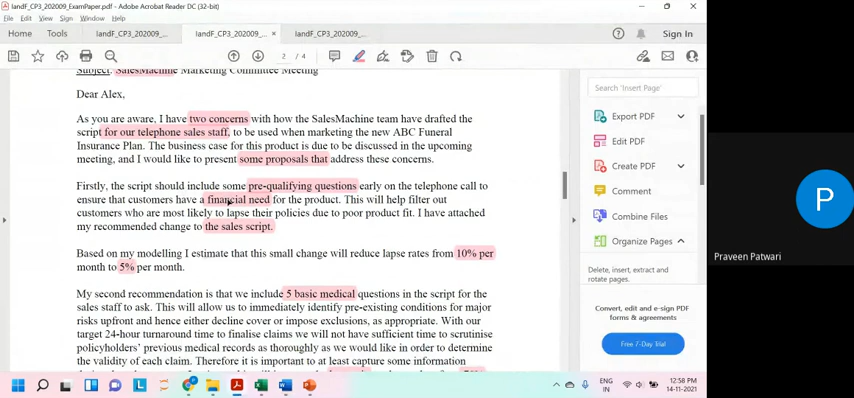 IandF_CP3_202009_ExamPaper.pdf - Adobe Acrobat Reader DC (32-bit)
File Edit View Sign Window Help
Home Tools IandF_CP3_202009_... IandF_CP3_202009_... × IandF_CP3_202009_... Sign In
2 / 4
Subject: SalesMachine Marketing Committee Meeting
Dear Alex,
As you are aware, I have two concerns with how the SalesMachine team have drafted the
script for our telephone sales staff, to be used when marketing the new ABC Funeral
Insurance Plan. The business case for this product is due to be discussed in the upcoming
meeting, and I would like to present some proposals that address these concerns.
Firstly, the script should include some pre-qualifying questions early on the telephone call to
ensure that customers have a financial need for the product. This will help filter out
customers who are most likely to lapse their policies due to poor product fit. I have attached
my recommended change to the sales script.
Based on my modelling I estimate that this small change will reduce lapse rates from 10% per
month to 5% per month.
My second recommendation is that we include 5 basic medical questions in the script for the
sales staff to ask. This will allow us to immediately identify pre-existing conditions for major
risks upfront and hence either decline cover or impose exclusions, as appropriate. With our
target 24-hour turnaround time to finalise claims we will not have sufficient time to scrutinise
policyholders' previous medical records as thoroughly as we would like in order to determine
the validity of each claim. Therefore it is important to at least capture some information
Search 'Insert Page'
Export PDF
Edit PDF
Create PDF
Comment
Combine Files
Organize Pages
Delete, insert, extract and
rotate pages.
Convert, edit and e-sign PDF
forms & agreements
Free 7-Day Trial
P
Praveen Patwari
ENG
IN
12:58 PM
14-11-2021